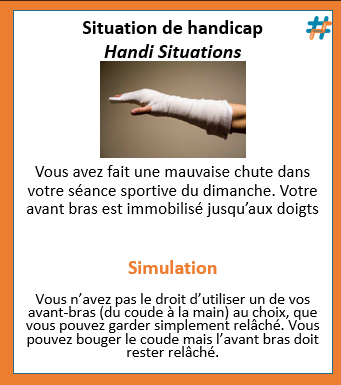 Situation de handicap
Handi Situations
Vous avez fait une mauvaise chute dans
votre séance sportive du dimanche. Votre
avant bras est immobilisé jusqu’aux doigts
Simulation
Vous n’avez pas le droit d’utiliser un de vos
avant-bras (du coude à la main) au choix, que
vous pouvez garder simplement relâché. Vous
pouvez bouger le coude mais l’avant bras doit
rester relâché.